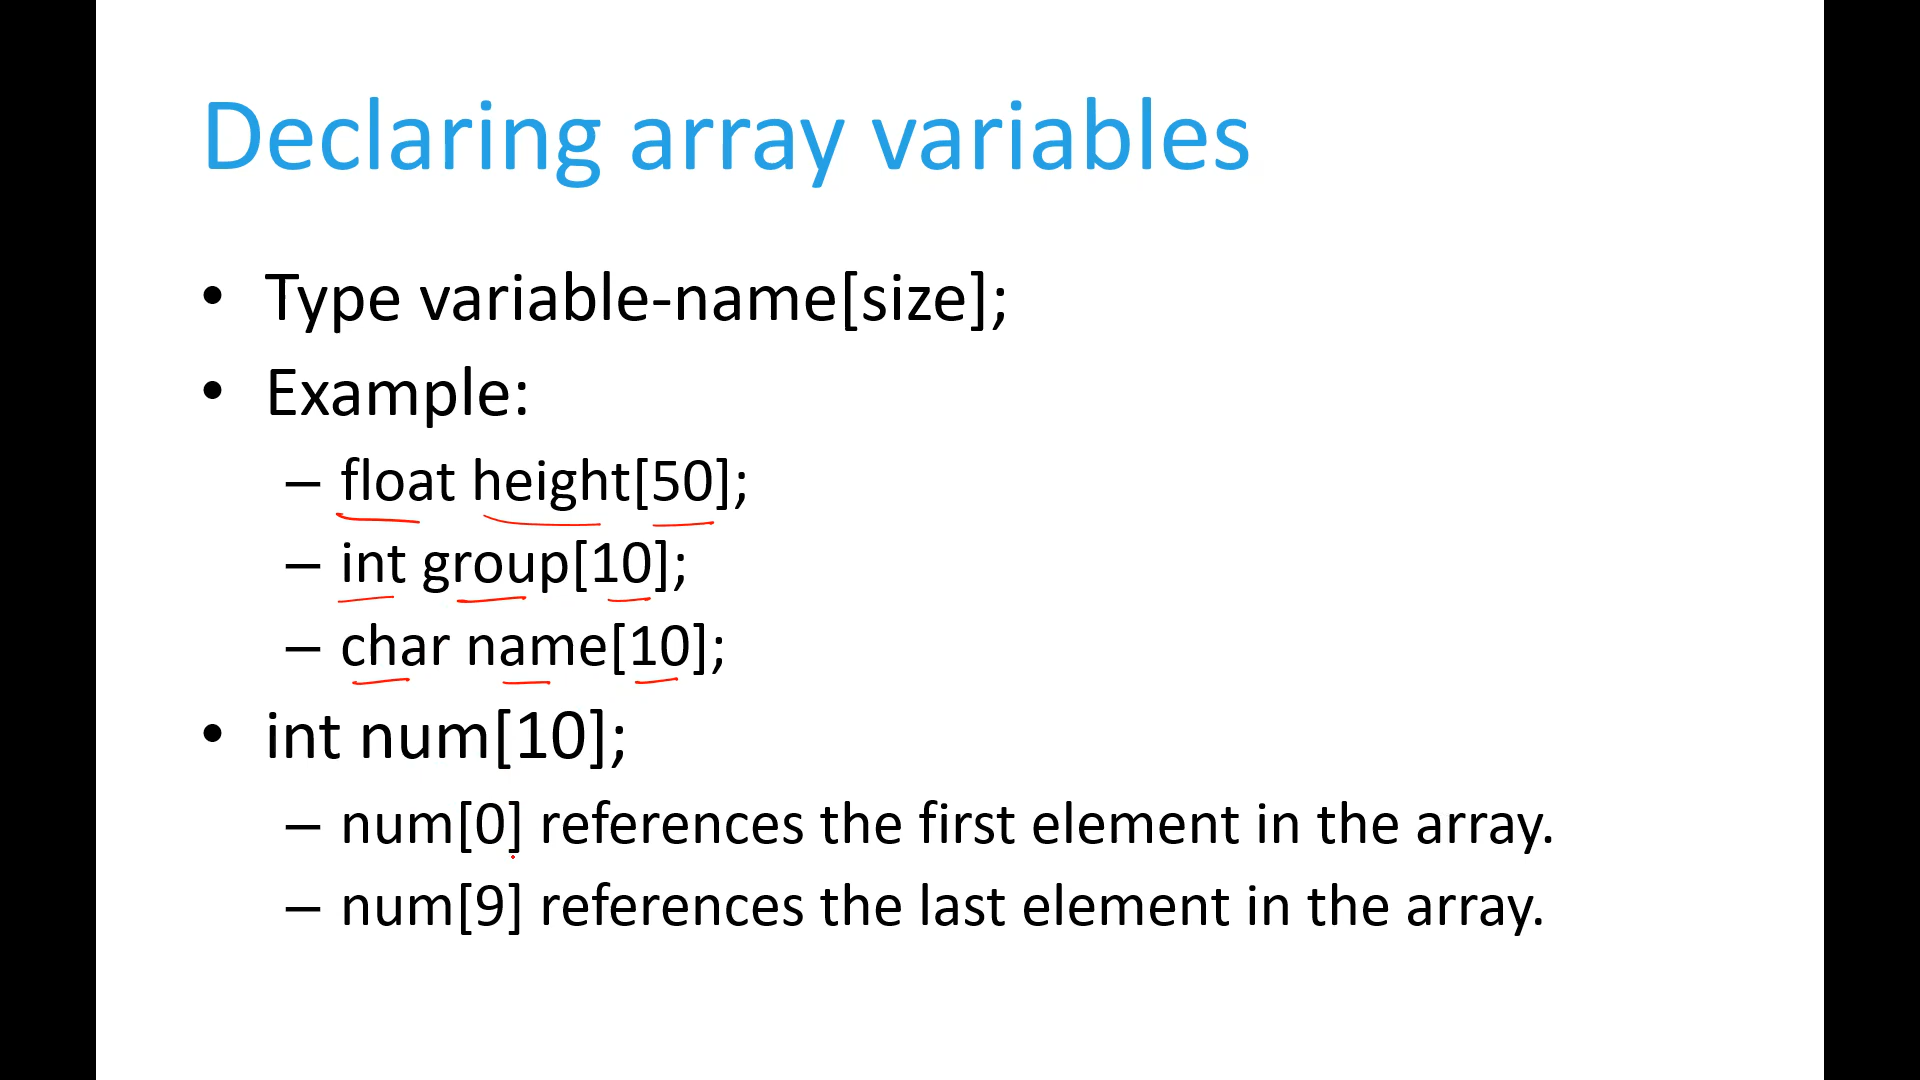 Declaring array variables
• Type variable-name[size];
• Example:
– float height[50];
– int group[10];
– char name[10];
• int num[10];
– num[0] references the first element in the array.
– num[9] references the last element in the array.